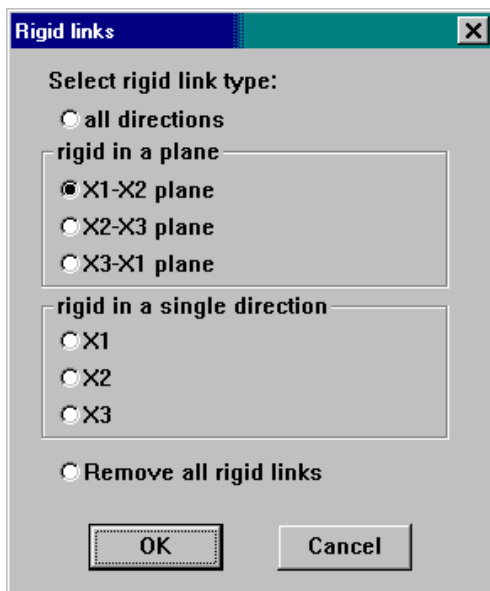 Rigid links
Select rigid link type:
all directions
rigid in a plane
X1-X2 plane
X2-X3 plane
X3-X1 plane
rigid in a single direction
X1
X2
X3
Remove all rigid links
OK Cancel